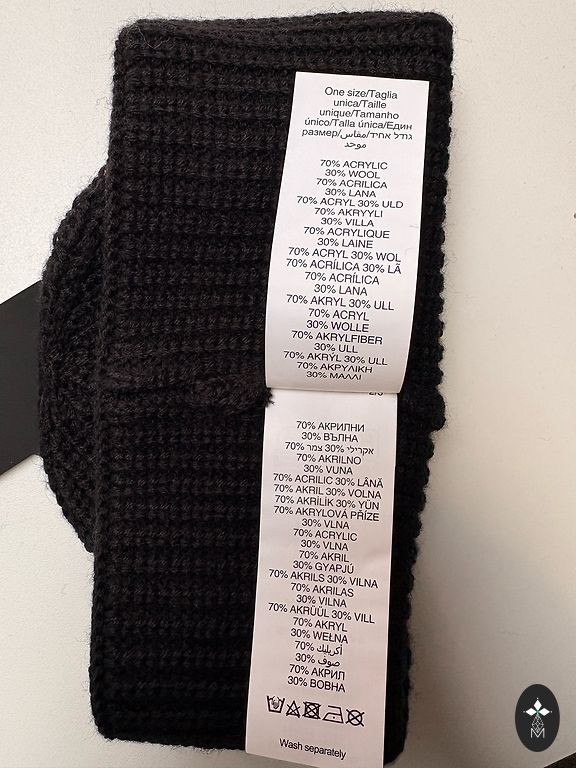 One size/Taglia
unica/Taille
unique/Tamanho
único/Talla única/Един
размер/גודל אחיד/مقاس
موحد
70% ACRYLIC
30% WOOL
70% ACRILICA
30% LANA
70% ACRYL 30% ULD
70% AKRYYLI
30% VILLA
70% ACRYLIQUE
30% LAINE
70% ACRYL 30% WOL
70% ACRÍLICA 30% LÃ
70% ACRÍLICA
30% LANA
70% AKRYL 30% ULL
70% ACRYL
30% WOLLE
70% AKRYLFIBER
30% ULL
70% AKRÝL 30% ULL
70% ΑΚΡΥΛΙΚΗ
30% ΜΑΛΛΙ
2/3
70% АКРИЛНИ
30% ВЪЛНА
70% אקרילי 30% צמר
70% AKRILNO
30% VUNA
70% ACRILIC 30% LÂNĂ
70% AKRIL 30% VOLNA
70% AKRİLİK 30% YÜN
70% AKRYLOVÁ PŘÍZE
30% VLNA
70% ACRYLIC
30% VLNA
70% AKRIL
30% GYAPJÚ
70% AKRILS 30% VILNA
70% AKRILAS
30% VILNA
70% AKRÜÜL 30% VILL
70% AKRYL
30% WEŁNA
70% أكريليك
30% صوف
70% АКРИЛ
30% ВОВНА
Wash separately